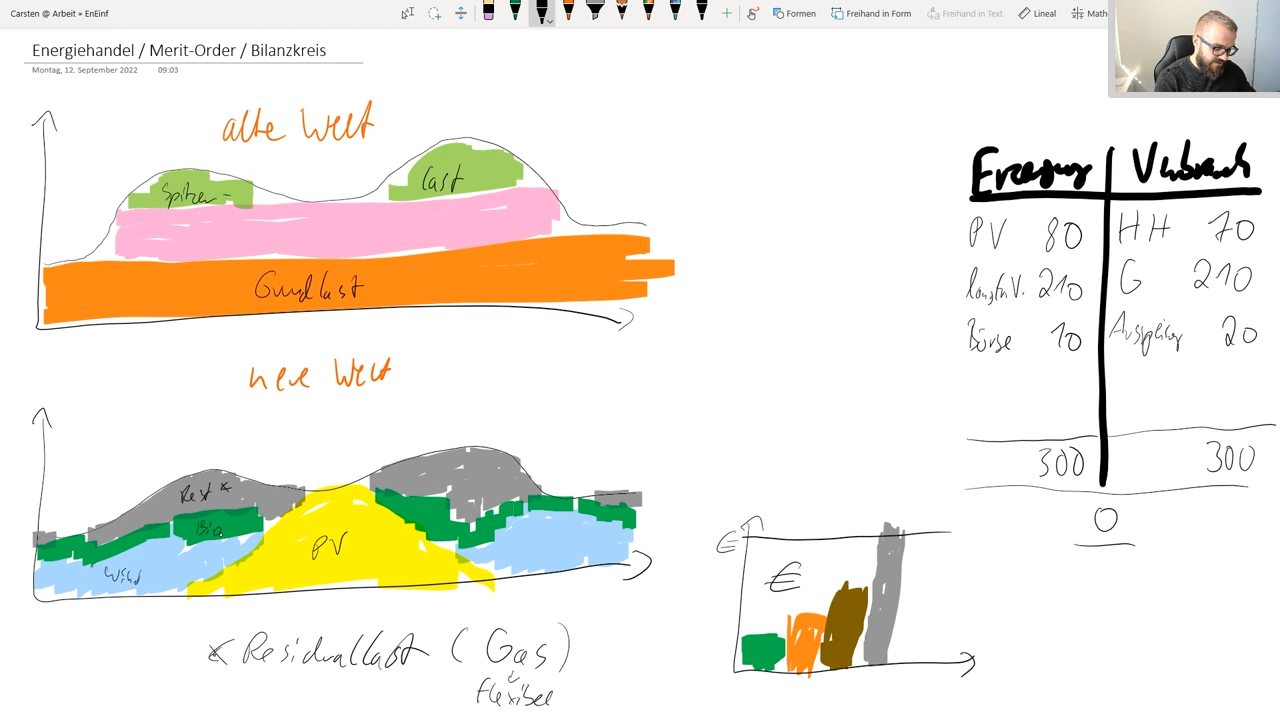 Carsten @ Arbeit » EnEinf
Formen
Freihand in Form
Freihand in Text
Lineal
Math
Energiehandel / Merit-Order / Bilanzkreis
Montag, 12. September 2022 09:03
alte Welt
Spitzen-
last
Grundlast
neue Welt
Rest *
Bio
PV
Wind
* Residuallast (Gas)
flexibel
Erzeugung Verbrauch
PV 80 HH 70
langfr. V. 210 G 210
Börse 10 Ausspeisung 20
300 300
0
€
€